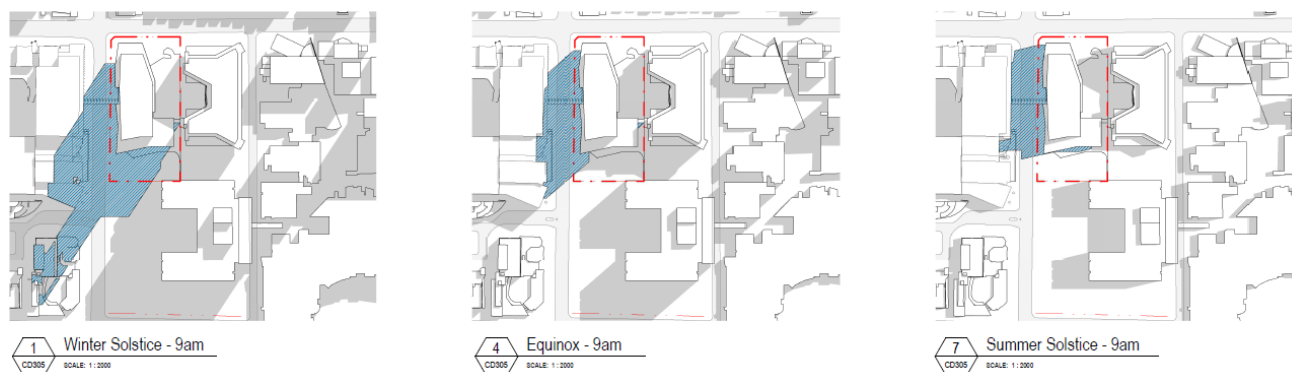 1 Winter Solstice - 9am
CD305 SCALE: 1 : 2000
4 Equinox - 9am
CD305 SCALE: 1 : 2000
7 Summer Solstice - 9am
CD305 SCALE: 1 : 2000